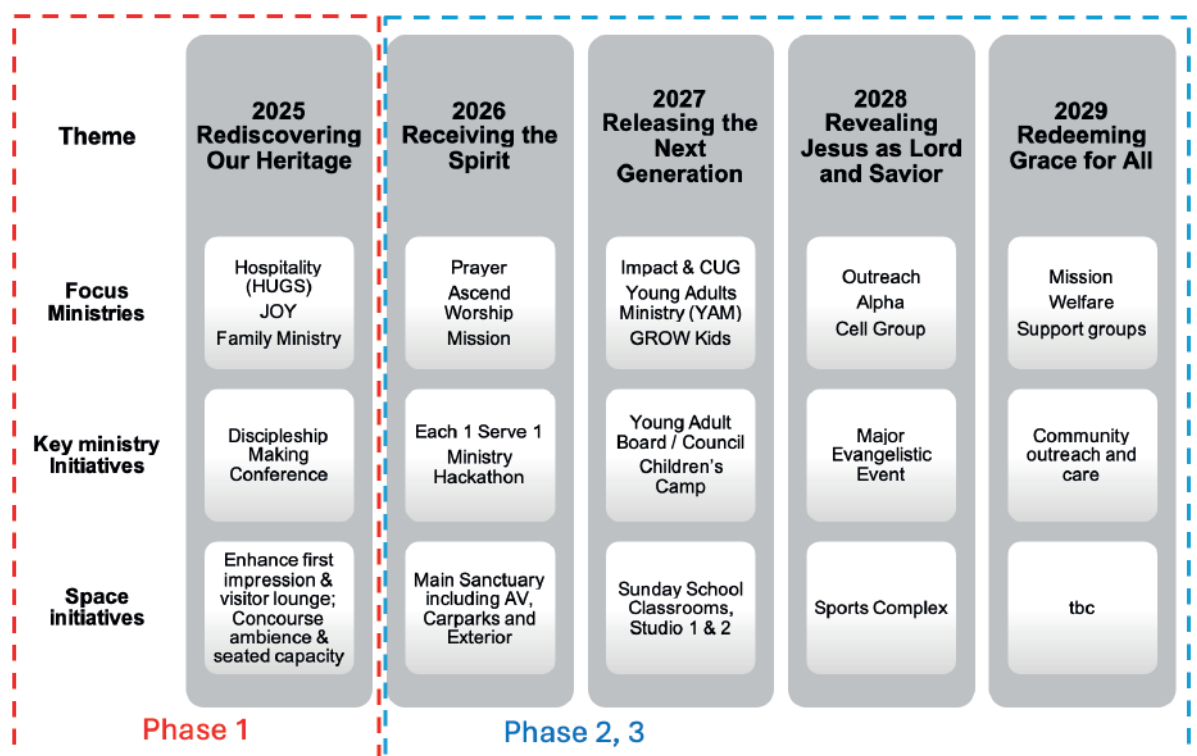 Theme
2025
Rediscovering
Our Heritage
2026
Receiving the
Spirit
2027
Releasing the
Next
Generation
2028
Revealing
Jesus as Lord
and Savior
2029
Redeeming
Grace for All
Focus
Ministries
Hospitality
(HUGS)
JOY
Family Ministry
Prayer
Ascend
Worship
Mission
Impact & CUG
Young Adults
Ministry (YAM)
GROW Kids
Outreach
Alpha
Cell Group
Mission
Welfare
Support groups
Key ministry
Initiatives
Discipleship
Making
Conference
Each 1 Serve 1
Ministry
Hackathon
Young Adult
Board / Council
Children’s
Camp
Major
Evangelistic
Event
Community
outreach and
care
Space
initiatives
Enhance first
impression &
visitor lounge;
Concourse
ambience &
seated capacity
Main Sanctuary
including AV,
Carparks and
Exterior
Sunday School
Classrooms,
Studio 1 & 2
Sports Complex
tbc
Phase 1
Phase 2, 3